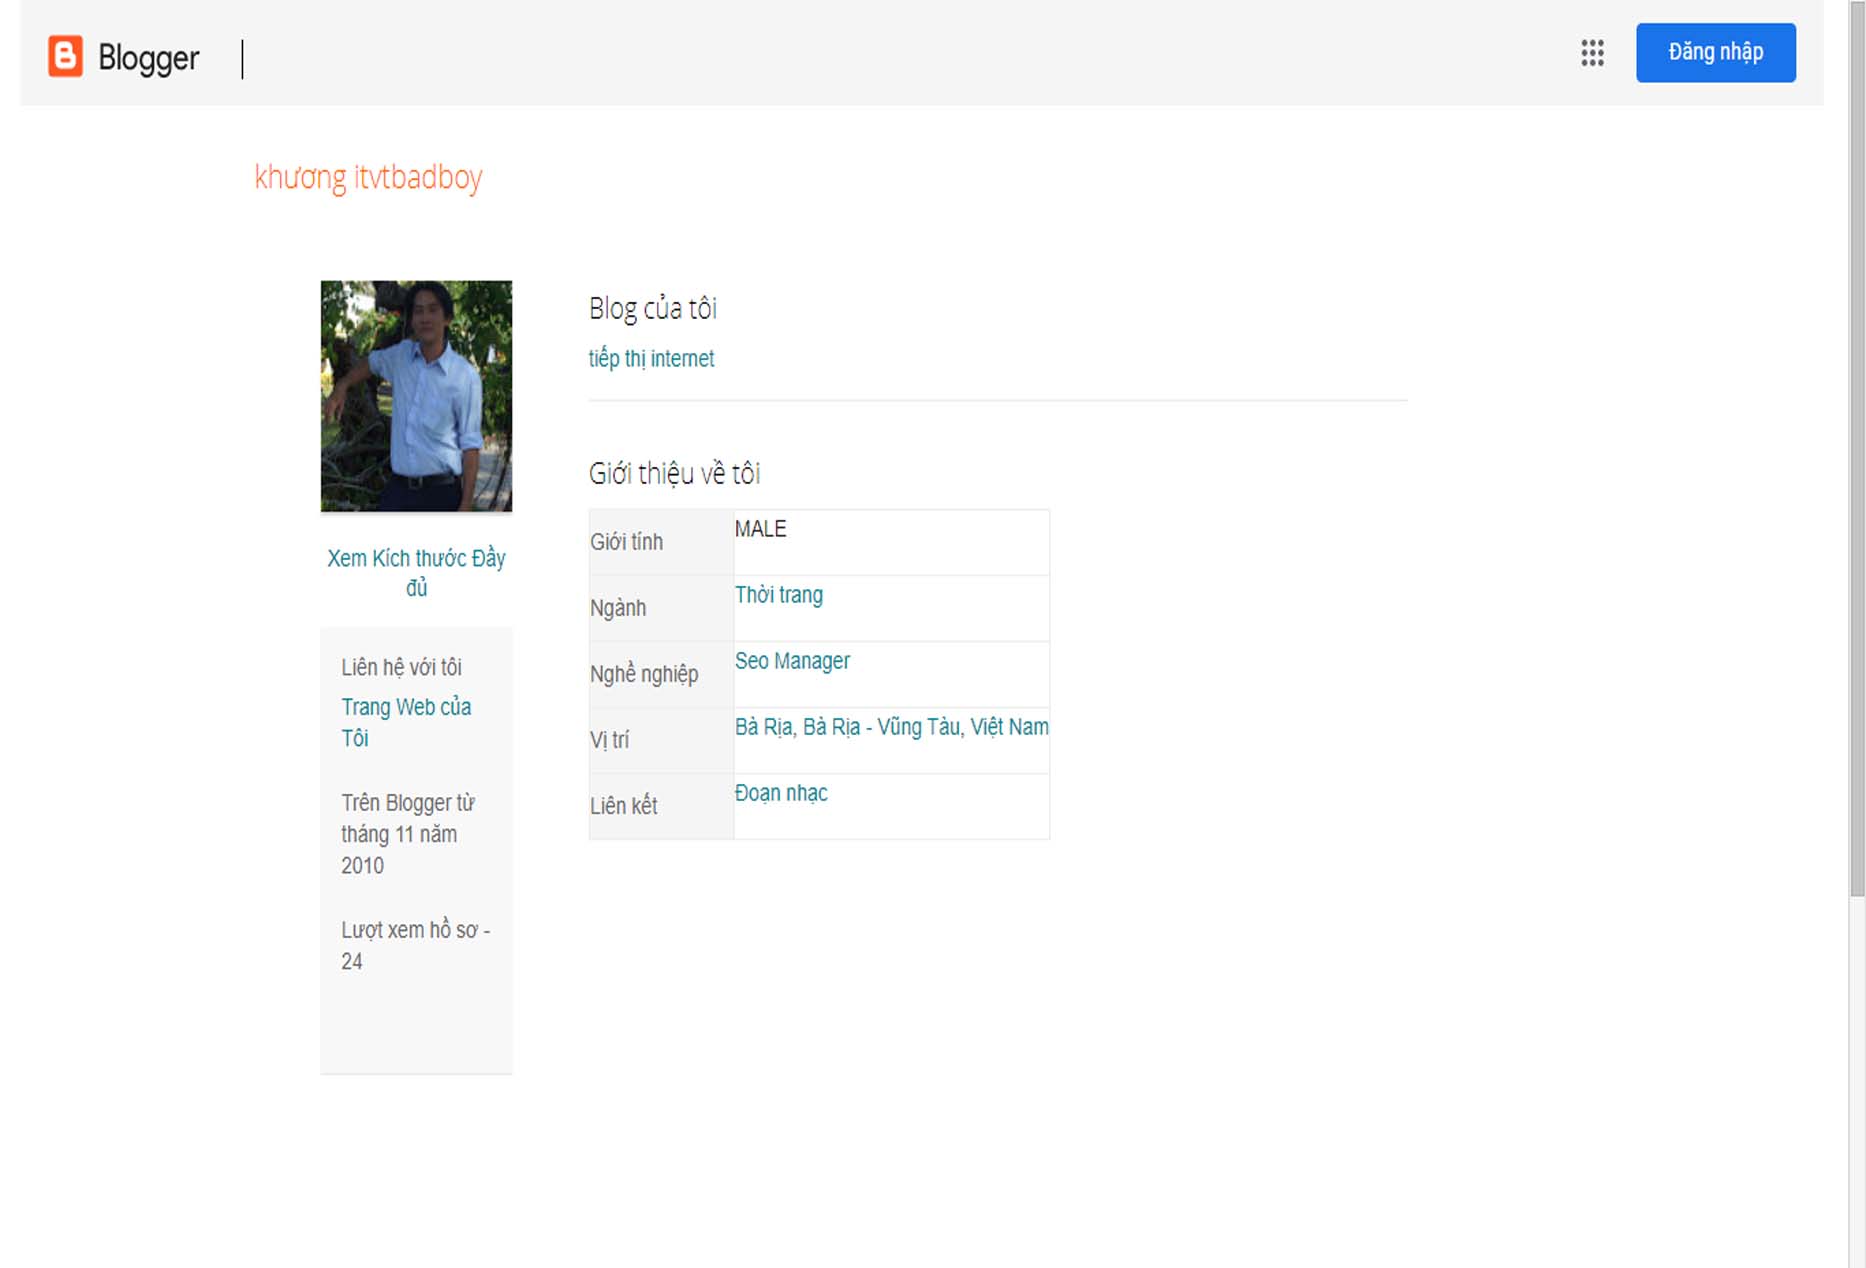 Blogger
Đăng nhập
khương itvtbadboy
Xem Kích thước Đầy
đủ
Liên hệ với tôi
Trang Web của
Tôi
Trên Blogger từ
tháng 11 năm
2010
Lượt xem hồ sơ -
24
Blog của tôi
tiếp thị internet
Giới thiệu về tôi
Giới tính MALE
Ngành Thời trang
Nghề nghiệp Seo Manager
Vị trí Bà Rịa, Bà Rịa - Vũng Tàu, Việt Nam
Liên kết Đoạn nhạc